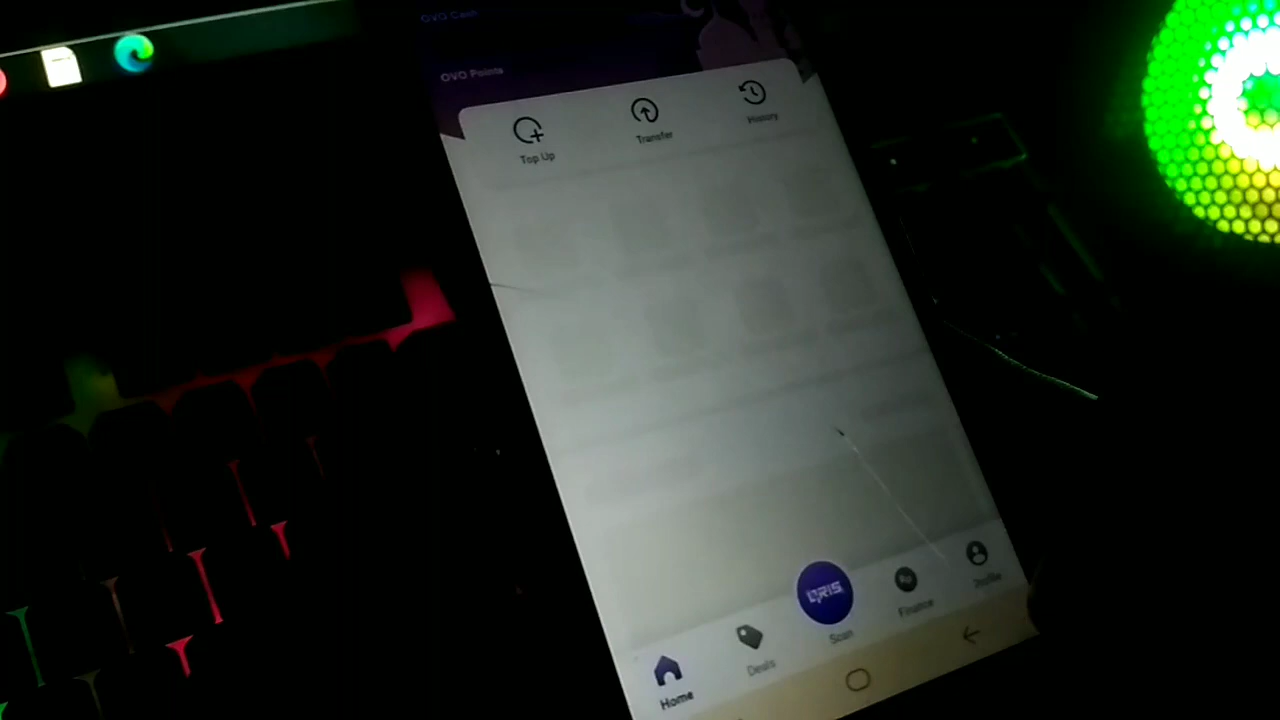 OVO Cash
OVO Points
Top Up
Transfer
History
QRIS
Home
Deals
Scan
Finance
Profile